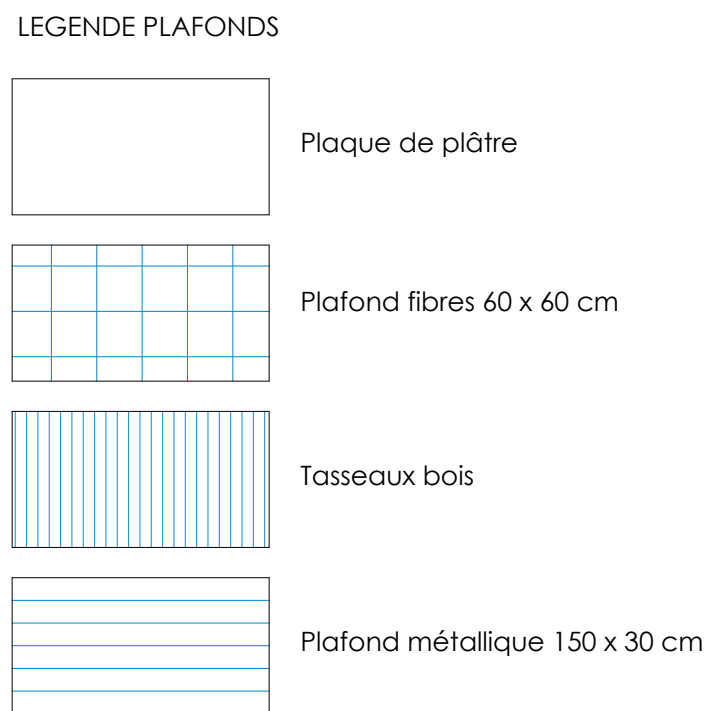 LEGENDE PLAFONDS
Plaque de plâtre
Plafond fibres 60 x 60 cm
Tasseaux bois
Plafond métallique 150 x 30 cm